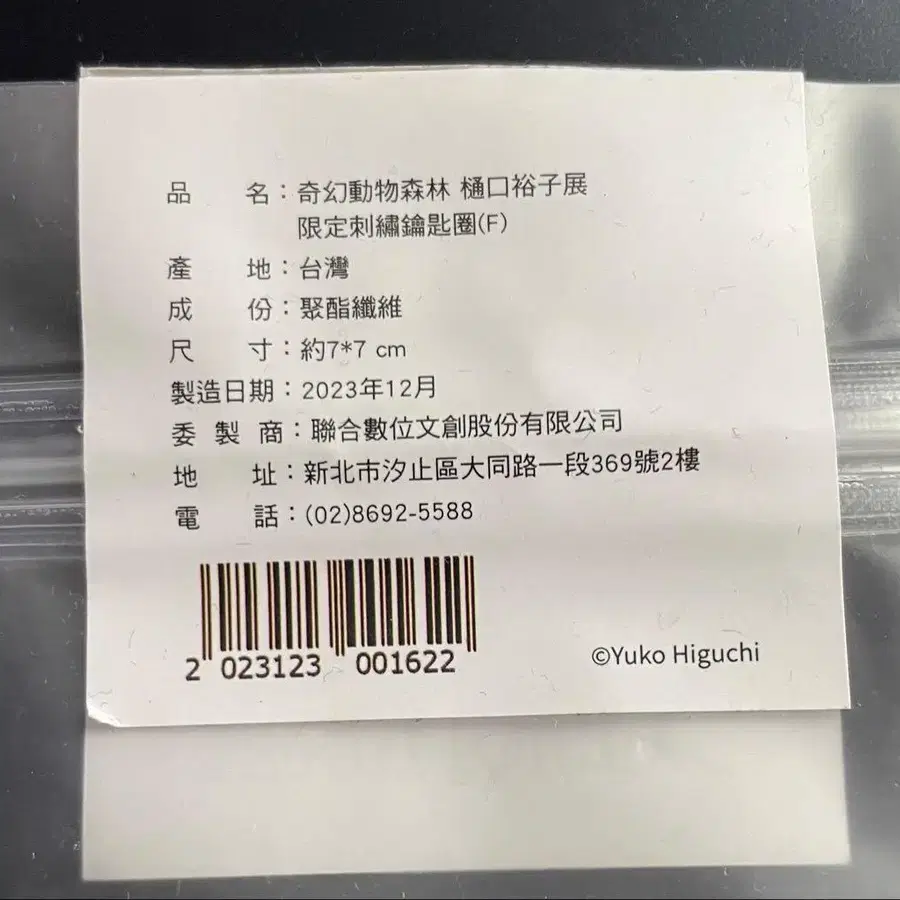 品　　名：奇幻動物森林 樋口裕子展
限定刺繡鑰匙圈(F)
產　　地：台灣
成　　份：聚酯纖維
尺　　寸：約7*7 cm
製造日期：2023年12月
委 製 商：聯合數位文創股份有限公司
地　　址：新北市汐止區大同路一段369號2樓
電　　話：(02)8692-5588
2 023123 001622
©Yuko Higuchi